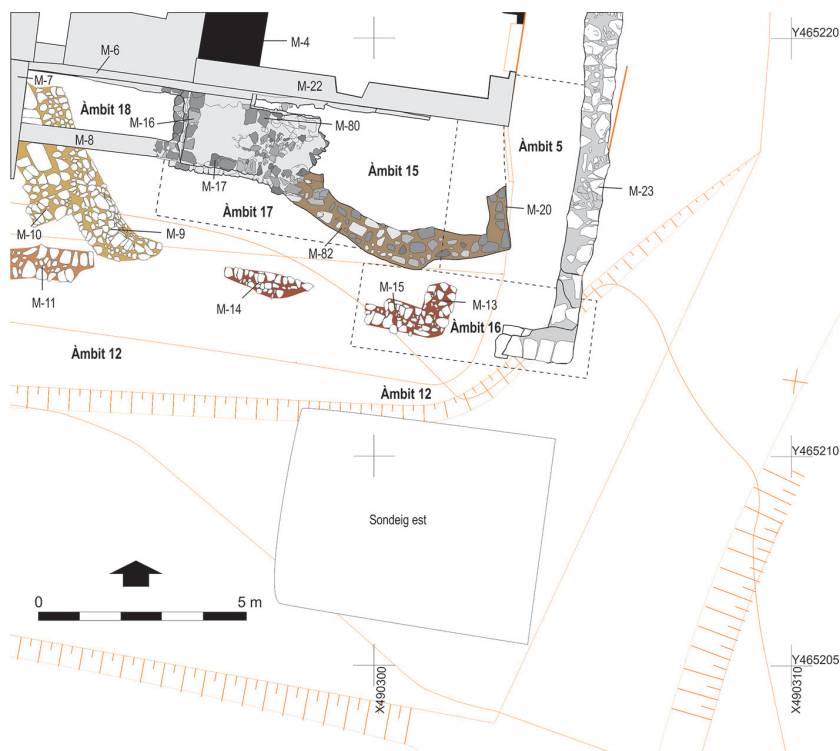 M-4
Y465220
M-6
M-7
M-22
Àmbit 18
M-16
M-80
M-8
Àmbit 15
Àmbit 5
M-17
M-23
Àmbit 17
M-20
M-10
M-9
M-82
M-11
M-15
M-13
M-14
Àmbit 16
Àmbit 12
Àmbit 12
Y465210
Sondeig est
0 5 m
Y465205
X490300
X490310